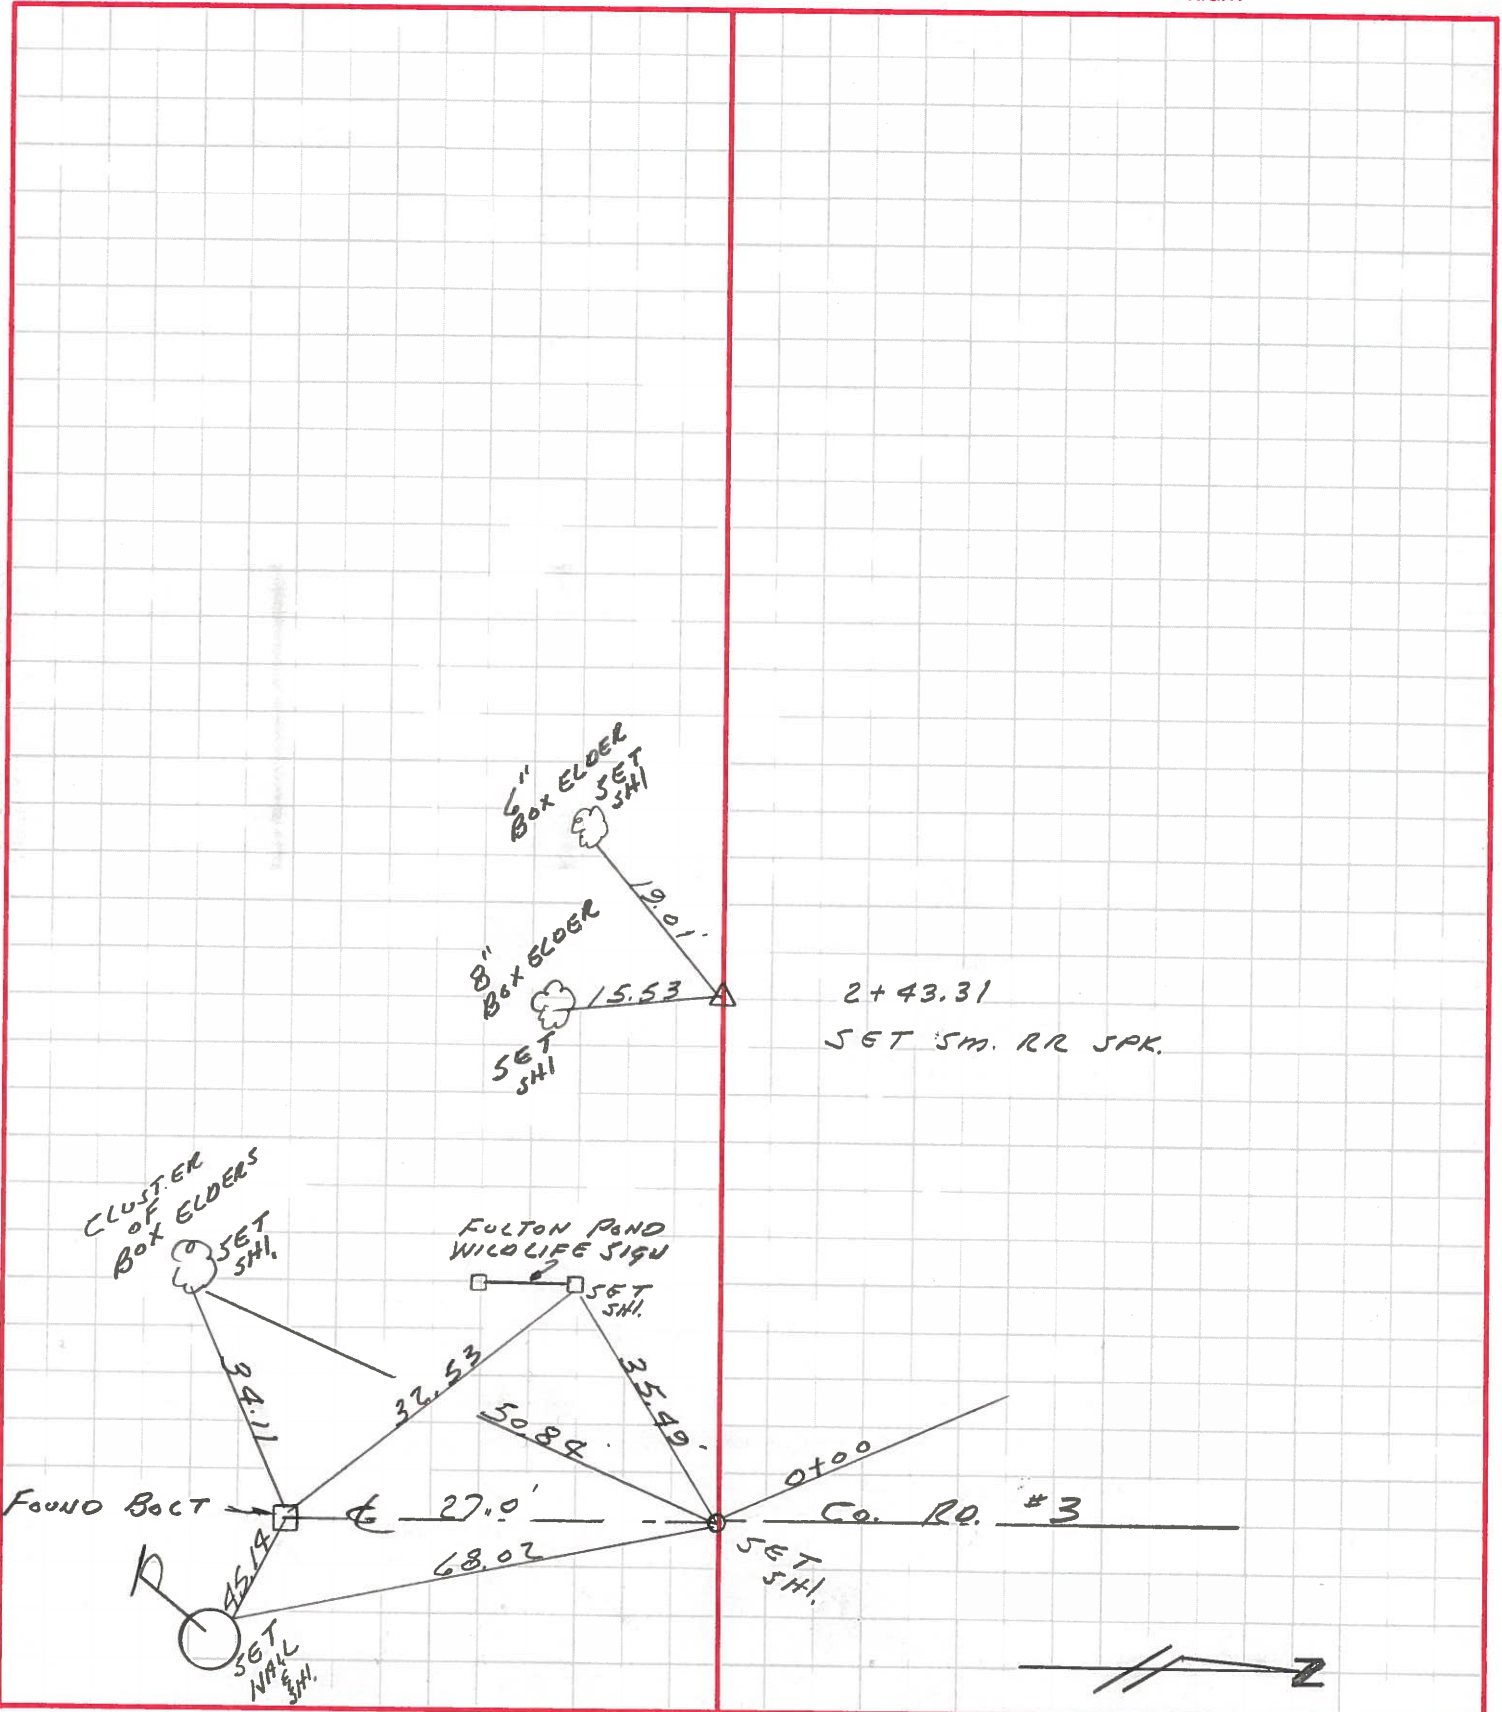 6"
BOX ELDER
SET
SHI
19.01'
8"
BOX ELDER
15.53
SET
SHI
2+43.31
SET SM. RR SPK.
CLUSTER
OF
BOX ELDERS
SET
SHI.
FULTON POND
WILDLIFE SIGN
SET
SHI.
34.11
32.53
35.49'
50.84'
0+00
FOUND BOLT
℄ 27.0'
CO. RD. #3
45.14
68.02
SET
SHI.
SET
NAIL
&
SHI.
N